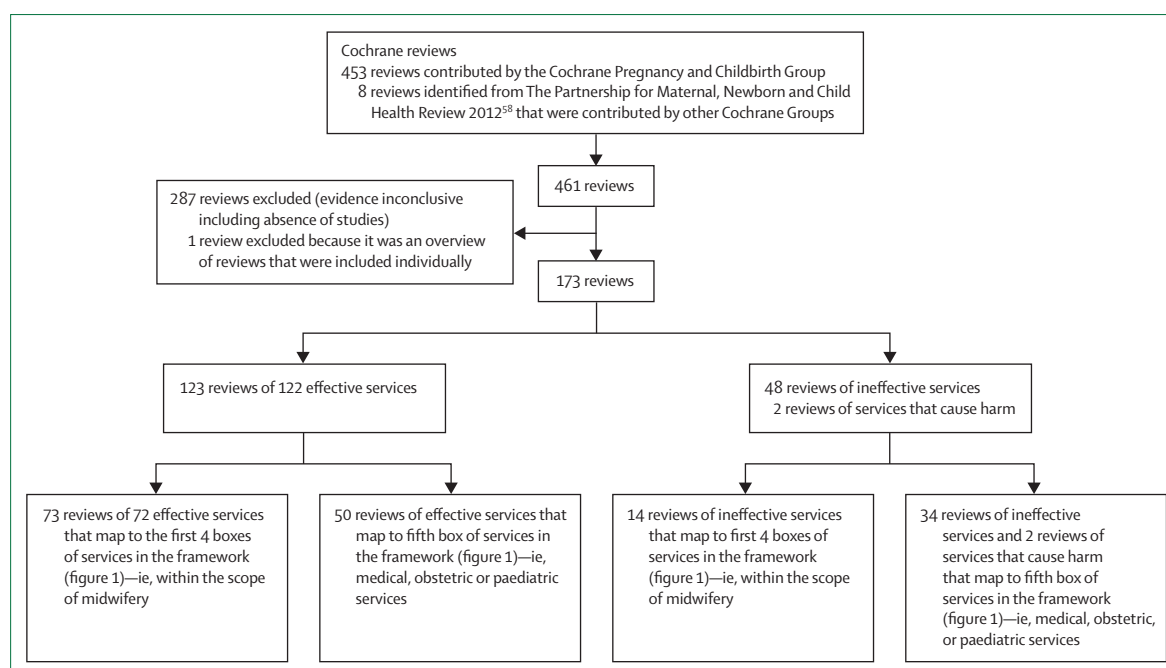 Cochrane reviews
453 reviews contributed by the Cochrane Pregnancy and Childbirth Group
8 reviews identified from The Partnership for Maternal, Newborn and Child
Health Review 2012⁵⁸ that were contributed by other Cochrane Groups
461 reviews
287 reviews excluded (evidence inconclusive
including absence of studies)
1 review excluded because it was an overview
of reviews that were included individually
173 reviews
123 reviews of 122 effective services
48 reviews of ineffective services
2 reviews of services that cause harm
73 reviews of 72 effective services
that map to the first 4 boxes
of services in the framework
(figure 1)—ie, within the scope
of midwifery
50 reviews of effective services that
map to fifth box of services in
the framework (figure 1)—ie,
medical, obstetric or paediatric
services
14 reviews of ineffective services
that map to first 4 boxes of
services in the framework
(figure 1)—ie, within the scope
of midwifery
34 reviews of ineffective
services and 2 reviews of
services that cause harm
that map to fifth box of
services in the framework
(figure 1)—ie, medical, obstetric,
or paediatric services